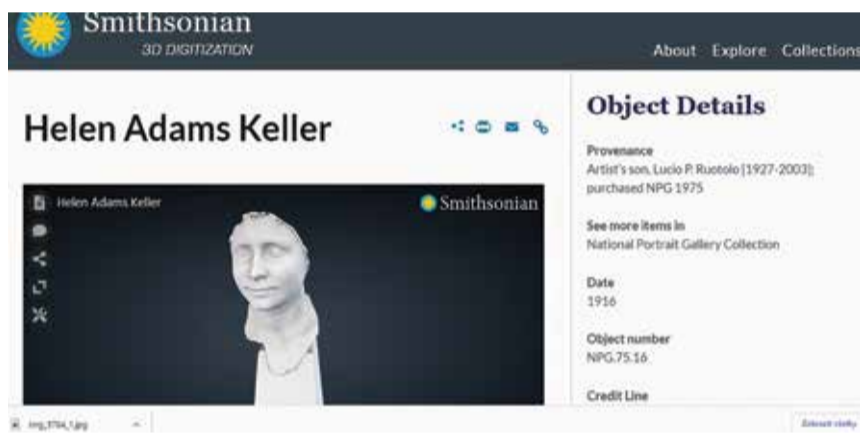 Smithsonian
3D DIGITIZATION
About Explore Collections
Helen Adams Keller
Helen Adams Keller
Smithsonian
Object Details
Provenance
Artist's son, Lucio P. Ruotolo [1927-2003];
purchased NPG 1975
See more items in
National Portrait Gallery Collection
Date
1916
Object number
NPG.75.16
Credit Line